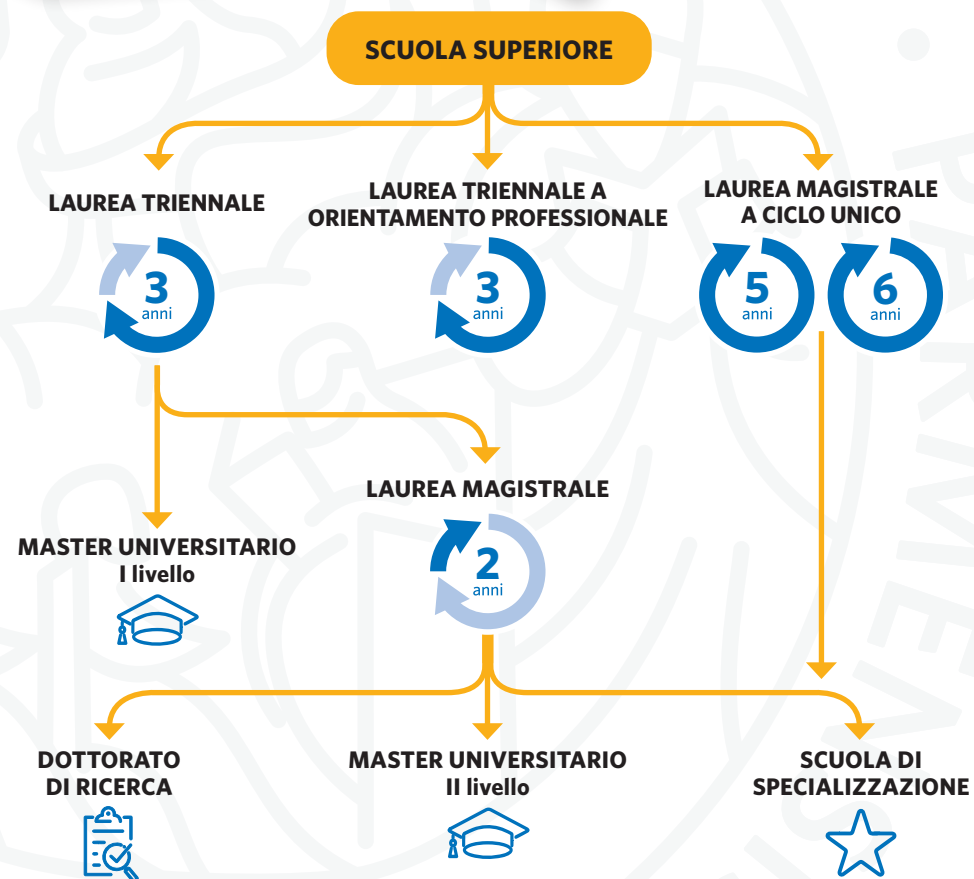 SCUOLA SUPERIORE
LAUREA TRIENNALE
3
anni
LAUREA TRIENNALE A
ORIENTAMENTO PROFESSIONALE
3
anni
LAUREA MAGISTRALE
A CICLO UNICO
5
anni
6
anni
LAUREA MAGISTRALE
2
anni
MASTER UNIVERSITARIO
I livello
DOTTORATO
DI RICERCA
MASTER UNIVERSITARIO
II livello
SCUOLA DI
SPECIALIZZAZIONE